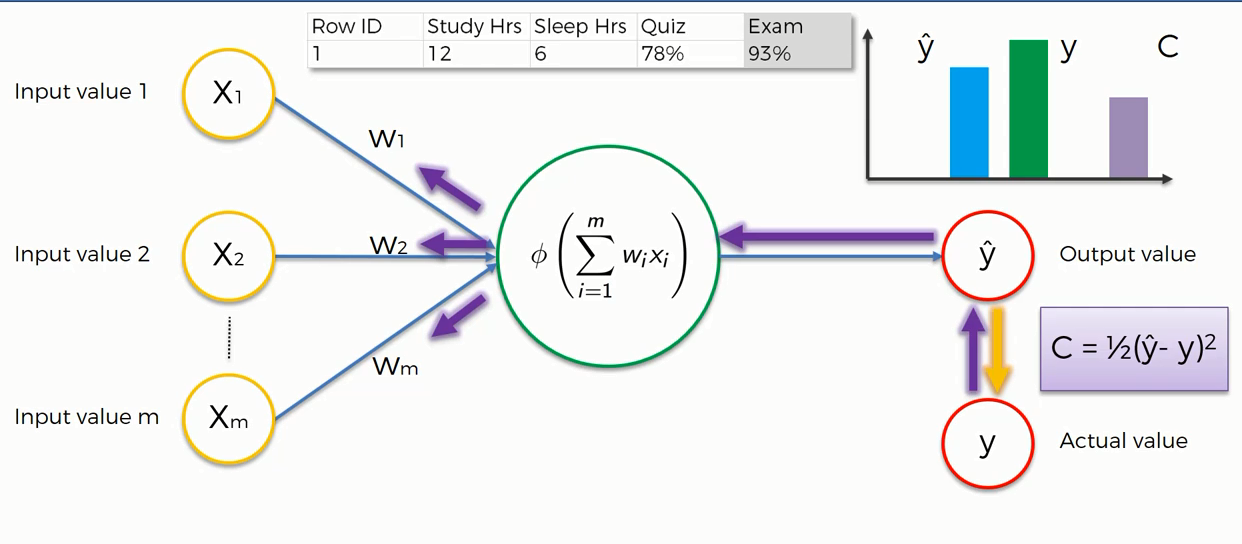 Row ID Study Hrs Sleep Hrs Quiz Exam
1 12 6 78% 93%
ŷ y C
Input value 1 X1
W1
Input value 2 X2
W2
Input value m Xm
Wm
ϕ(∑ᵢ₌₁ᵐ wᵢxᵢ)
ŷ Output value
C = ½(ŷ- y)²
y Actual value